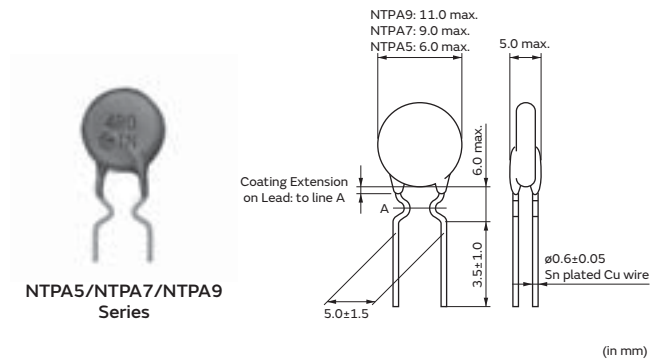 NTPA9: 11.0 max.
NTPA7: 9.0 max.
NTPA5: 6.0 max.
5.0 max.
6.0 max.
Coating Extension
on Lead: to line A
A
3.5±1.0
ø0.6±0.05
Sn plated Cu wire
5.0±1.5
NTPA5/NTPA7/NTPA9
Series
(in mm)